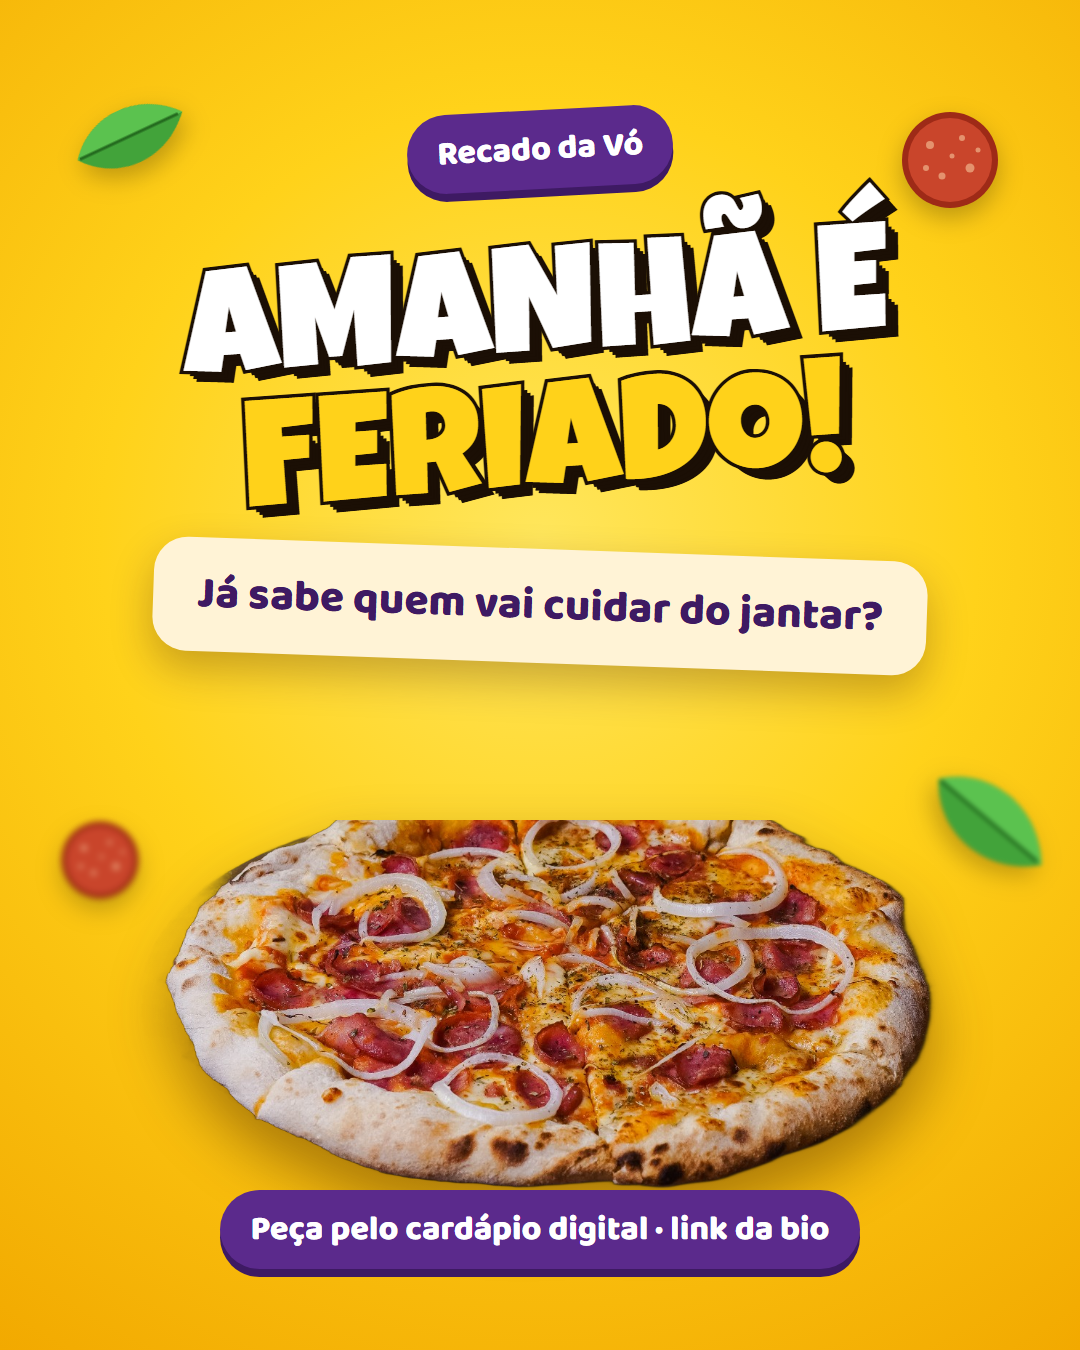 Recado da Vó
AMANHÃ É
FERIADO!
Já sabe quem vai cuidar do jantar?
Peça pelo cardápio digital · link da bio